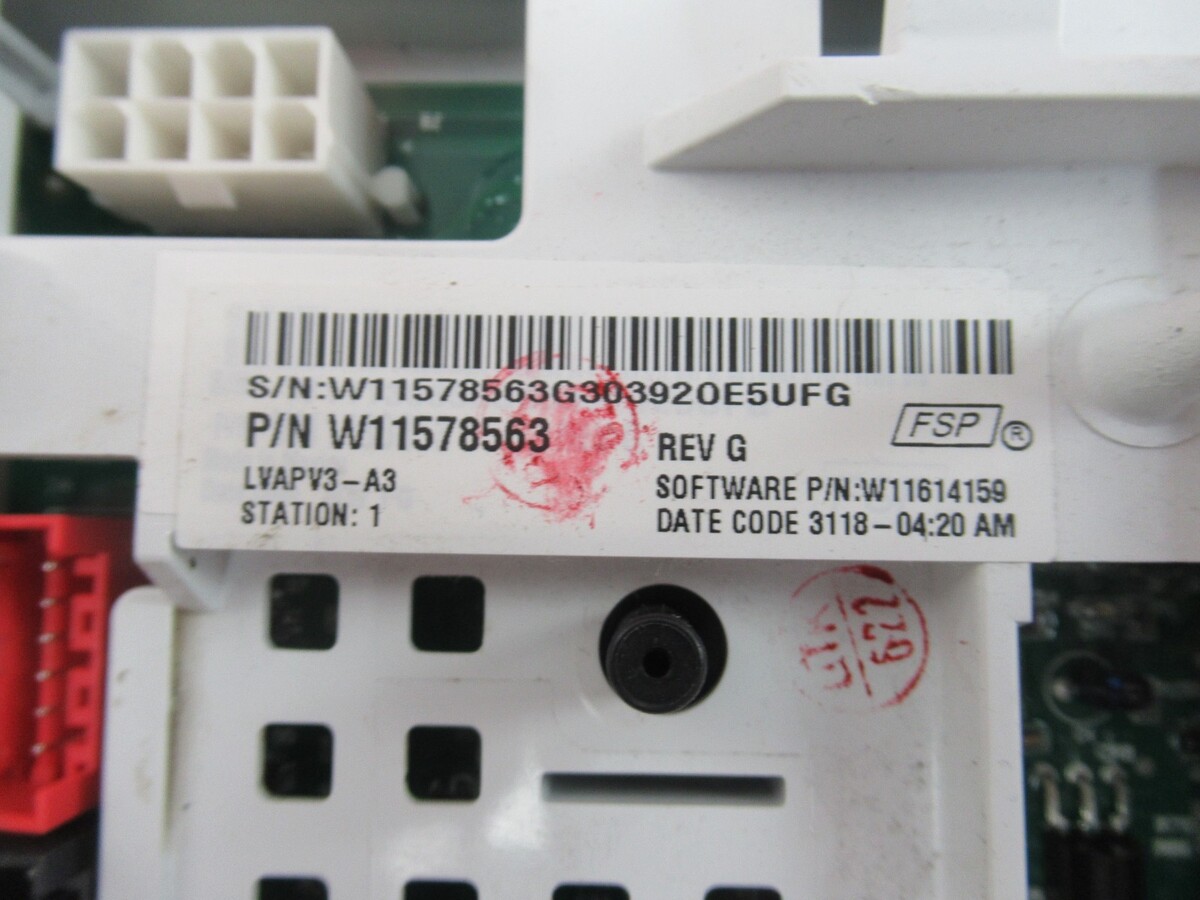 S/N:W11578563G303920E5UFG
P/N W11578563
REV G
FSP®
LVAPV3-A3
SOFTWARE P/N:W11614159
STATION: 1
DATE CODE 3118-04:20 AM